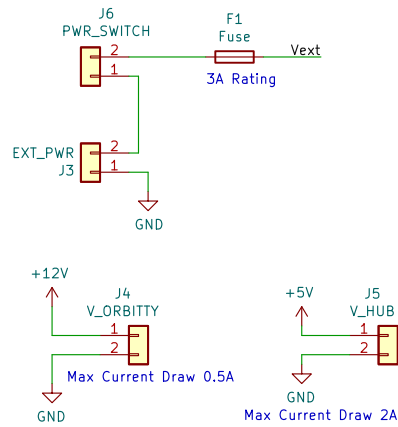 J6
PWR_SWITCH
2
1
F1
Fuse
Vext
3A Rating
EXT_PWR
J3
2
1
GND
+12V
J4
V_ORBITTY
1
2
Max Current Draw 0.5A
GND
+5V
J5
V_HUB
1
2
GND
Max Current Draw 2A